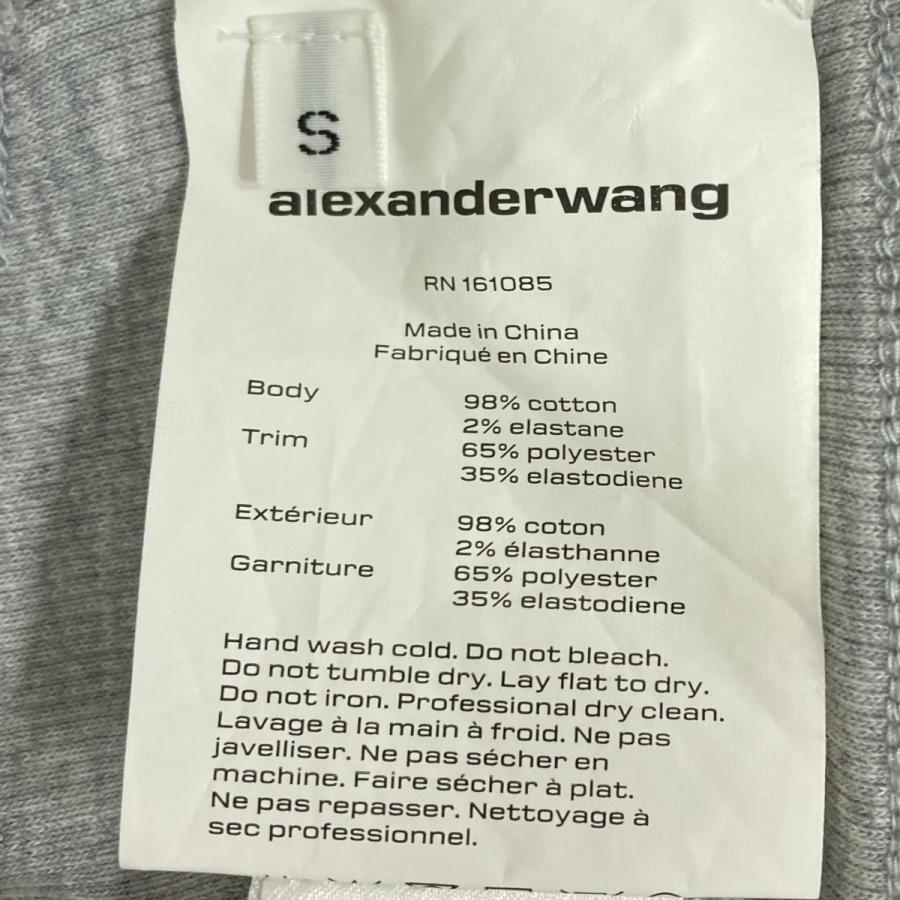 S
alexanderwang
RN 161085
Made in China
Fabriqué en Chine
Body 98% cotton
2% elastane
Trim 65% polyester
35% elastodiene
Extérieur 98% coton
2% élasthanne
Garniture 65% polyester
35% elastodiene
Hand wash cold. Do not bleach.
Do not tumble dry. Lay flat to dry.
Do not iron. Professional dry clean.
Lavage à la main à froid. Ne pas
javelliser. Ne pas sécher en
machine. Faire sécher à plat.
Ne pas repasser. Nettoyage à
sec professionnel.